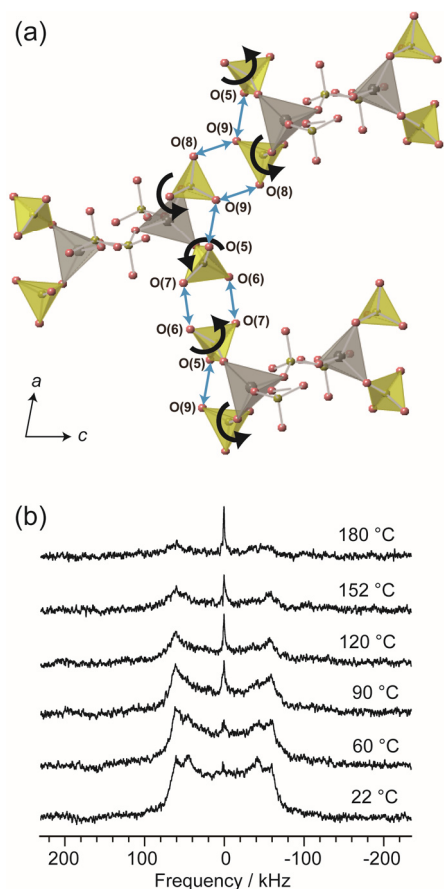 (a)
O(5)
O(9)
O(8)
O(8)
O(9)
O(5)
O(7)
O(6)
O(6)
O(7)
O(5)
O(9)
a
c
(b)
180 °C
152 °C
120 °C
90 °C
60 °C
22 °C
200 100 0 -100 -200
Frequency / kHz